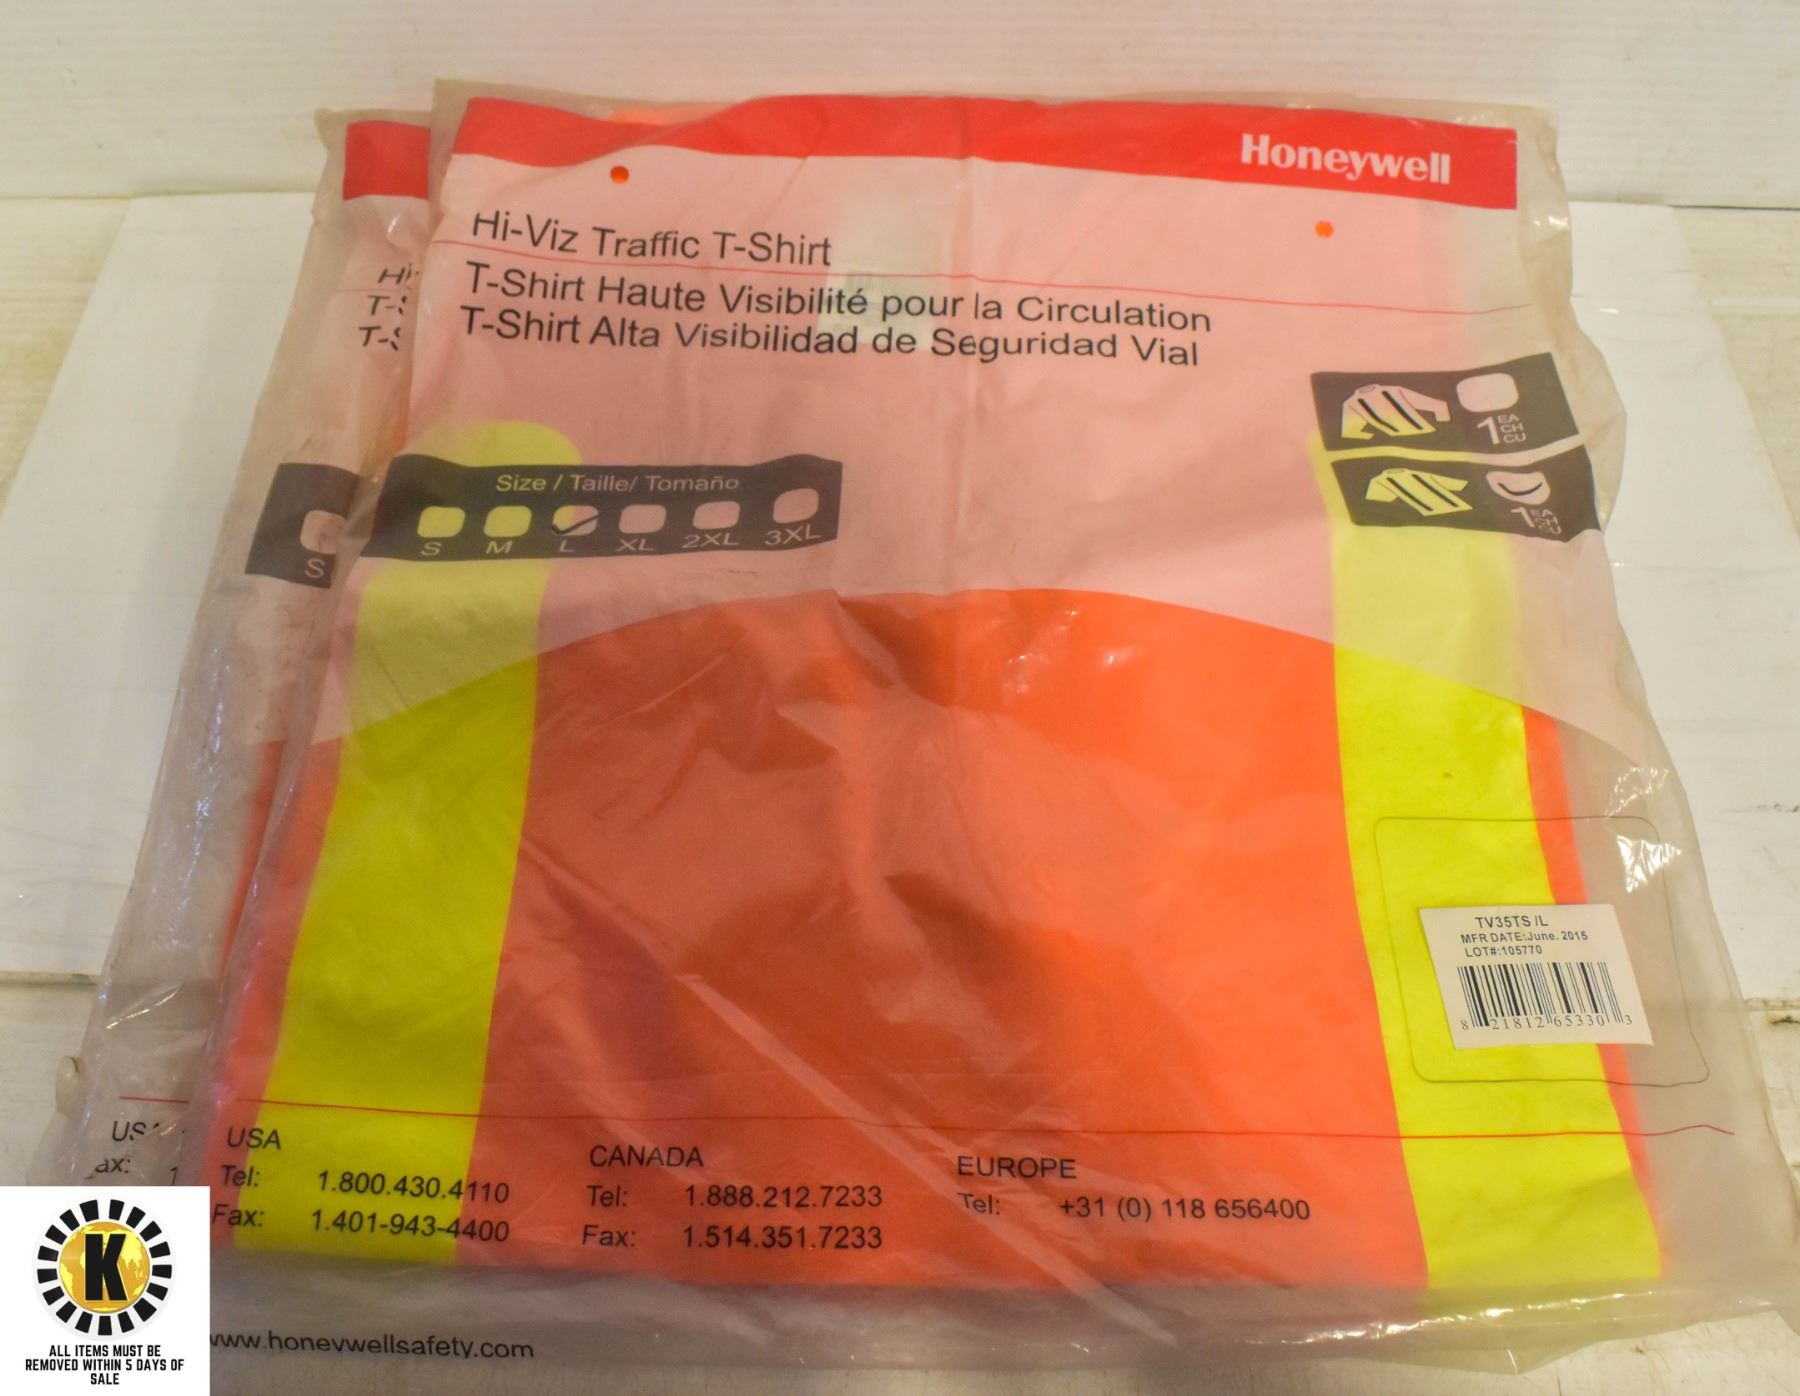 Honeywell
Hi-Viz Traffic T-Shirt
T-Shirt Haute Visibilité pour la Circulation
T-Shirt Alta Visibilidad de Seguridad Vial
1 EA CH CU
1 EA CH CU
Size / Taille/ Tomaño
S M L XL 2XL 3XL
S
TV35TS /L
MFR DATE:June. 2015
LOT#:105770
8 21812 65330 3
USA
Tel: 1.800.430.4110
Fax: 1.401-943-4400
CANADA
Tel: 1.888.212.7233
Fax: 1.514.351.7233
EUROPE
Tel: +31 (0) 118 656400
www.honeywellsafety.com
K
ALL ITEMS MUST BE
REMOVED WITHIN 5 DAYS OF
SALE